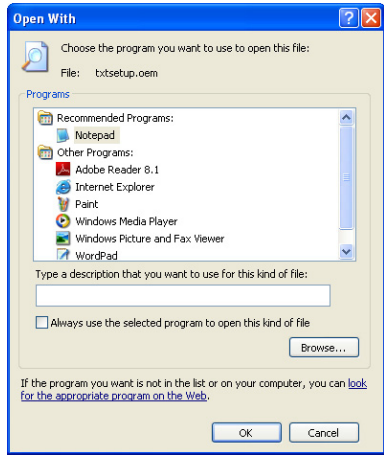 Open With
Choose the program you want to use to open this file:
File: txtsetup.oem
Programs
Recommended Programs:
Notepad
Other Programs:
Adobe Reader 8.1
Internet Explorer
Paint
Windows Media Player
Windows Picture and Fax Viewer
WordPad
Type a description that you want to use for this kind of file:
Always use the selected program to open this kind of file
Browse...
If the program you want is not in the list or on your computer, you can look
for the appropriate program on the Web.
OK Cancel